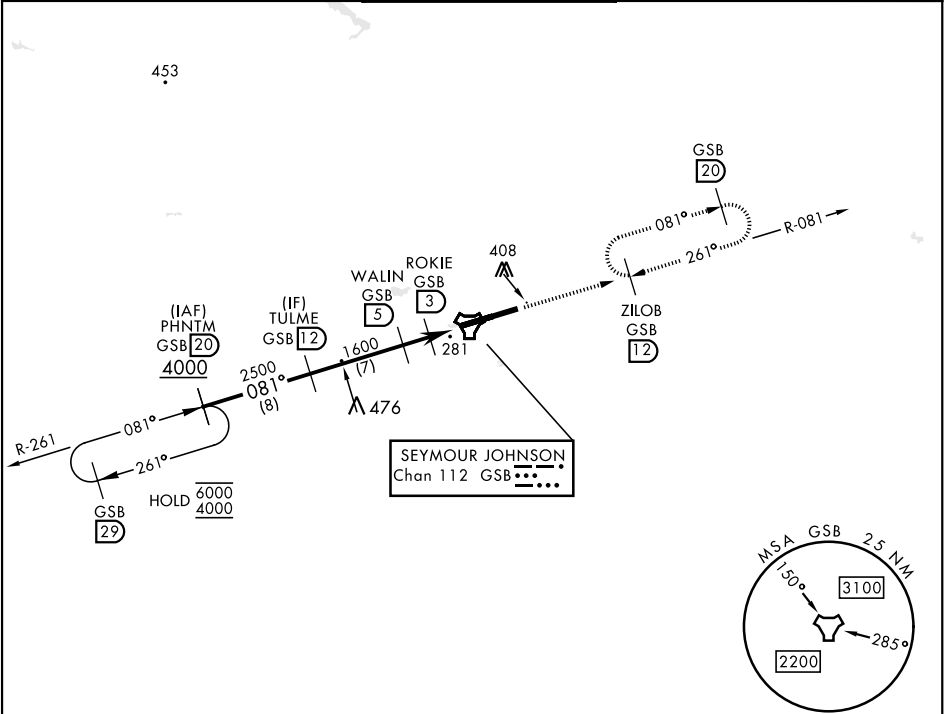 453
GSB
20
081°
R-081
261°
408
ROKIE
GSB
3
WALIN
GSB
5
(IF)
TULME
GSB 12
(IAF)
PHNTM
GSB 20
4000
ZILOB
GSB
12
1600
(7)
281
2500
081°
(8)
476
081°
R-261
261°
SEYMOUR JOHNSON
Chan 112 GSB
HOLD 6000
4000
GSB
29
MSA GSB 25 NM
150°
3100
285°
2200